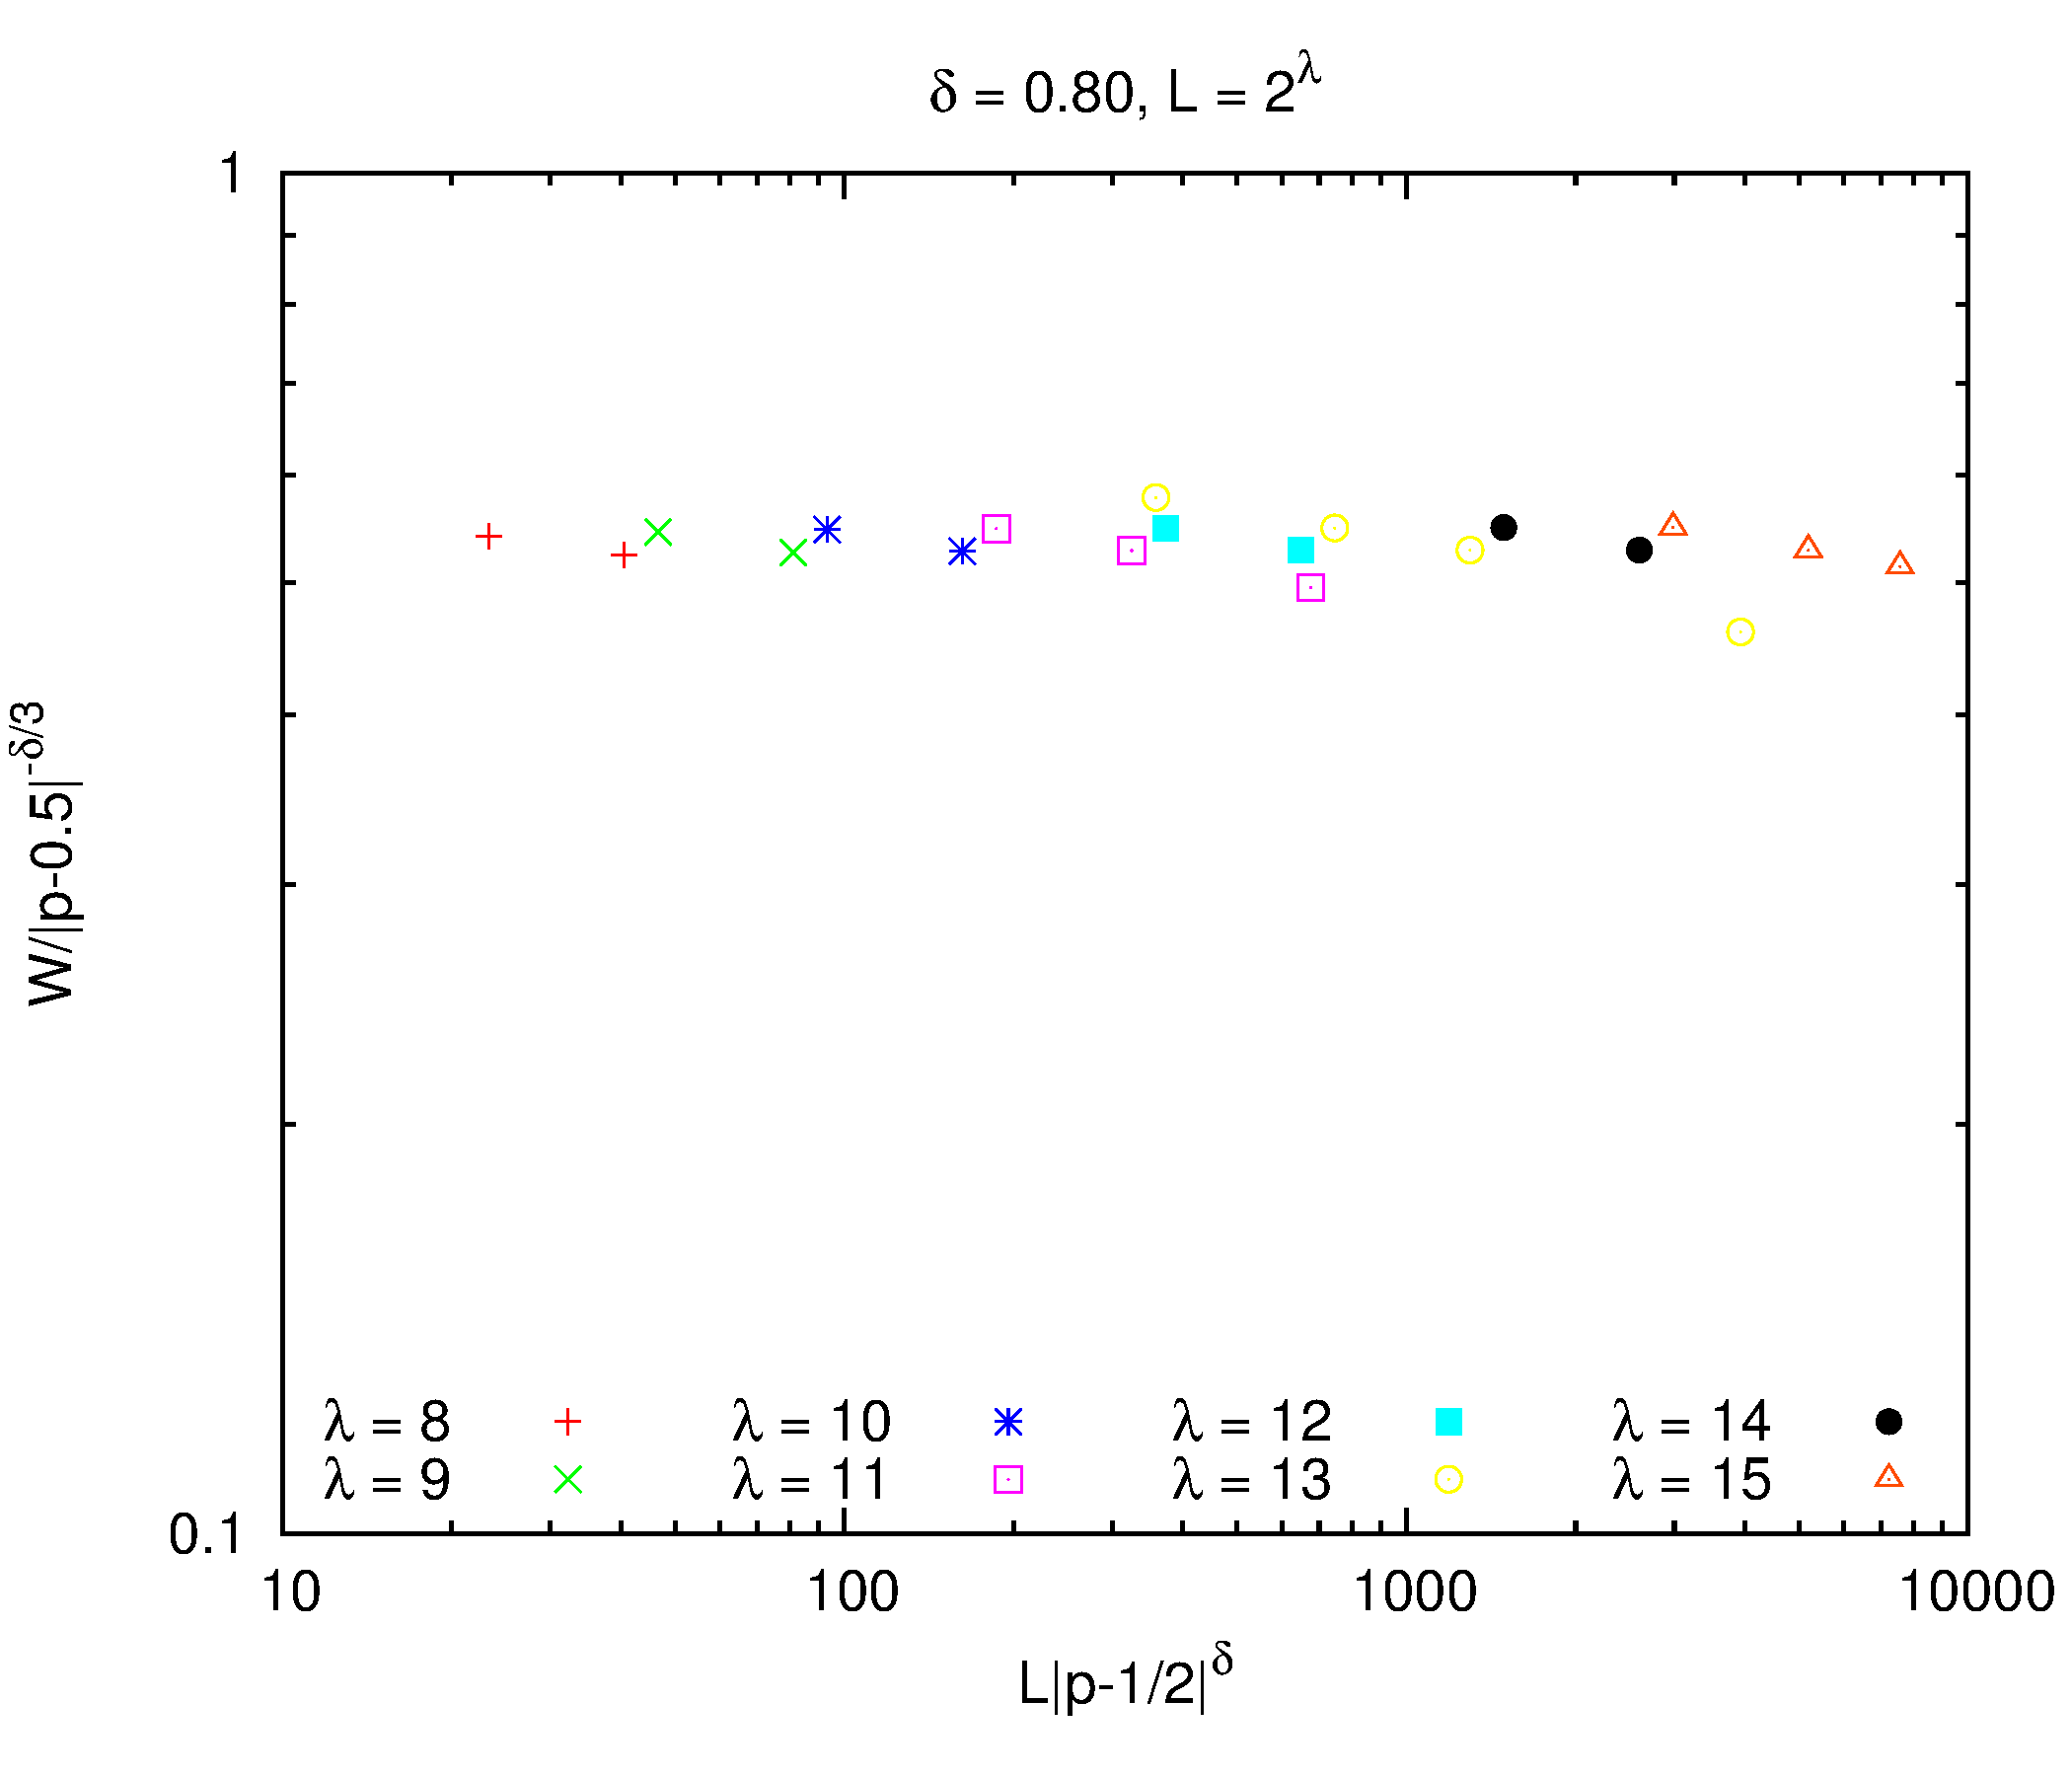 δ = 0.80, L = 2^λ
1
W/|p-0.5|^-δ/3
λ = 8 λ = 10 λ = 12 λ = 14
λ = 9 λ = 11 λ = 13 λ = 15
0.1
10 100 1000 10000
L|p-1/2|^δ